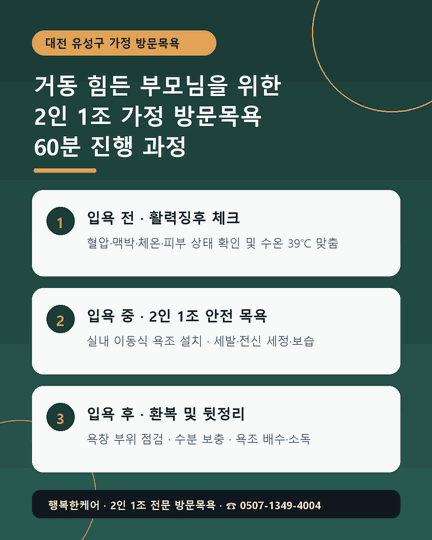 대전 유성구 가정 방문목욕
거동 힘든 부모님을 위한
2인 1조 가정 방문목욕
60분 진행 과정
1
입욕 전 · 활력징후 체크
혈압·맥박·체온·피부 상태 확인 및 수온 39℃ 맞춤
2
입욕 중 · 2인 1조 안전 목욕
실내 이동식 욕조 설치 · 세발·전신 세정·보습
3
입욕 후 · 환복 및 뒷정리
욕창 부위 점검 · 수분 보충 · 욕조 배수·소독
행복한케어 · 2인 1조 전문 방문목욕 · ☎ 0507-1349-4004